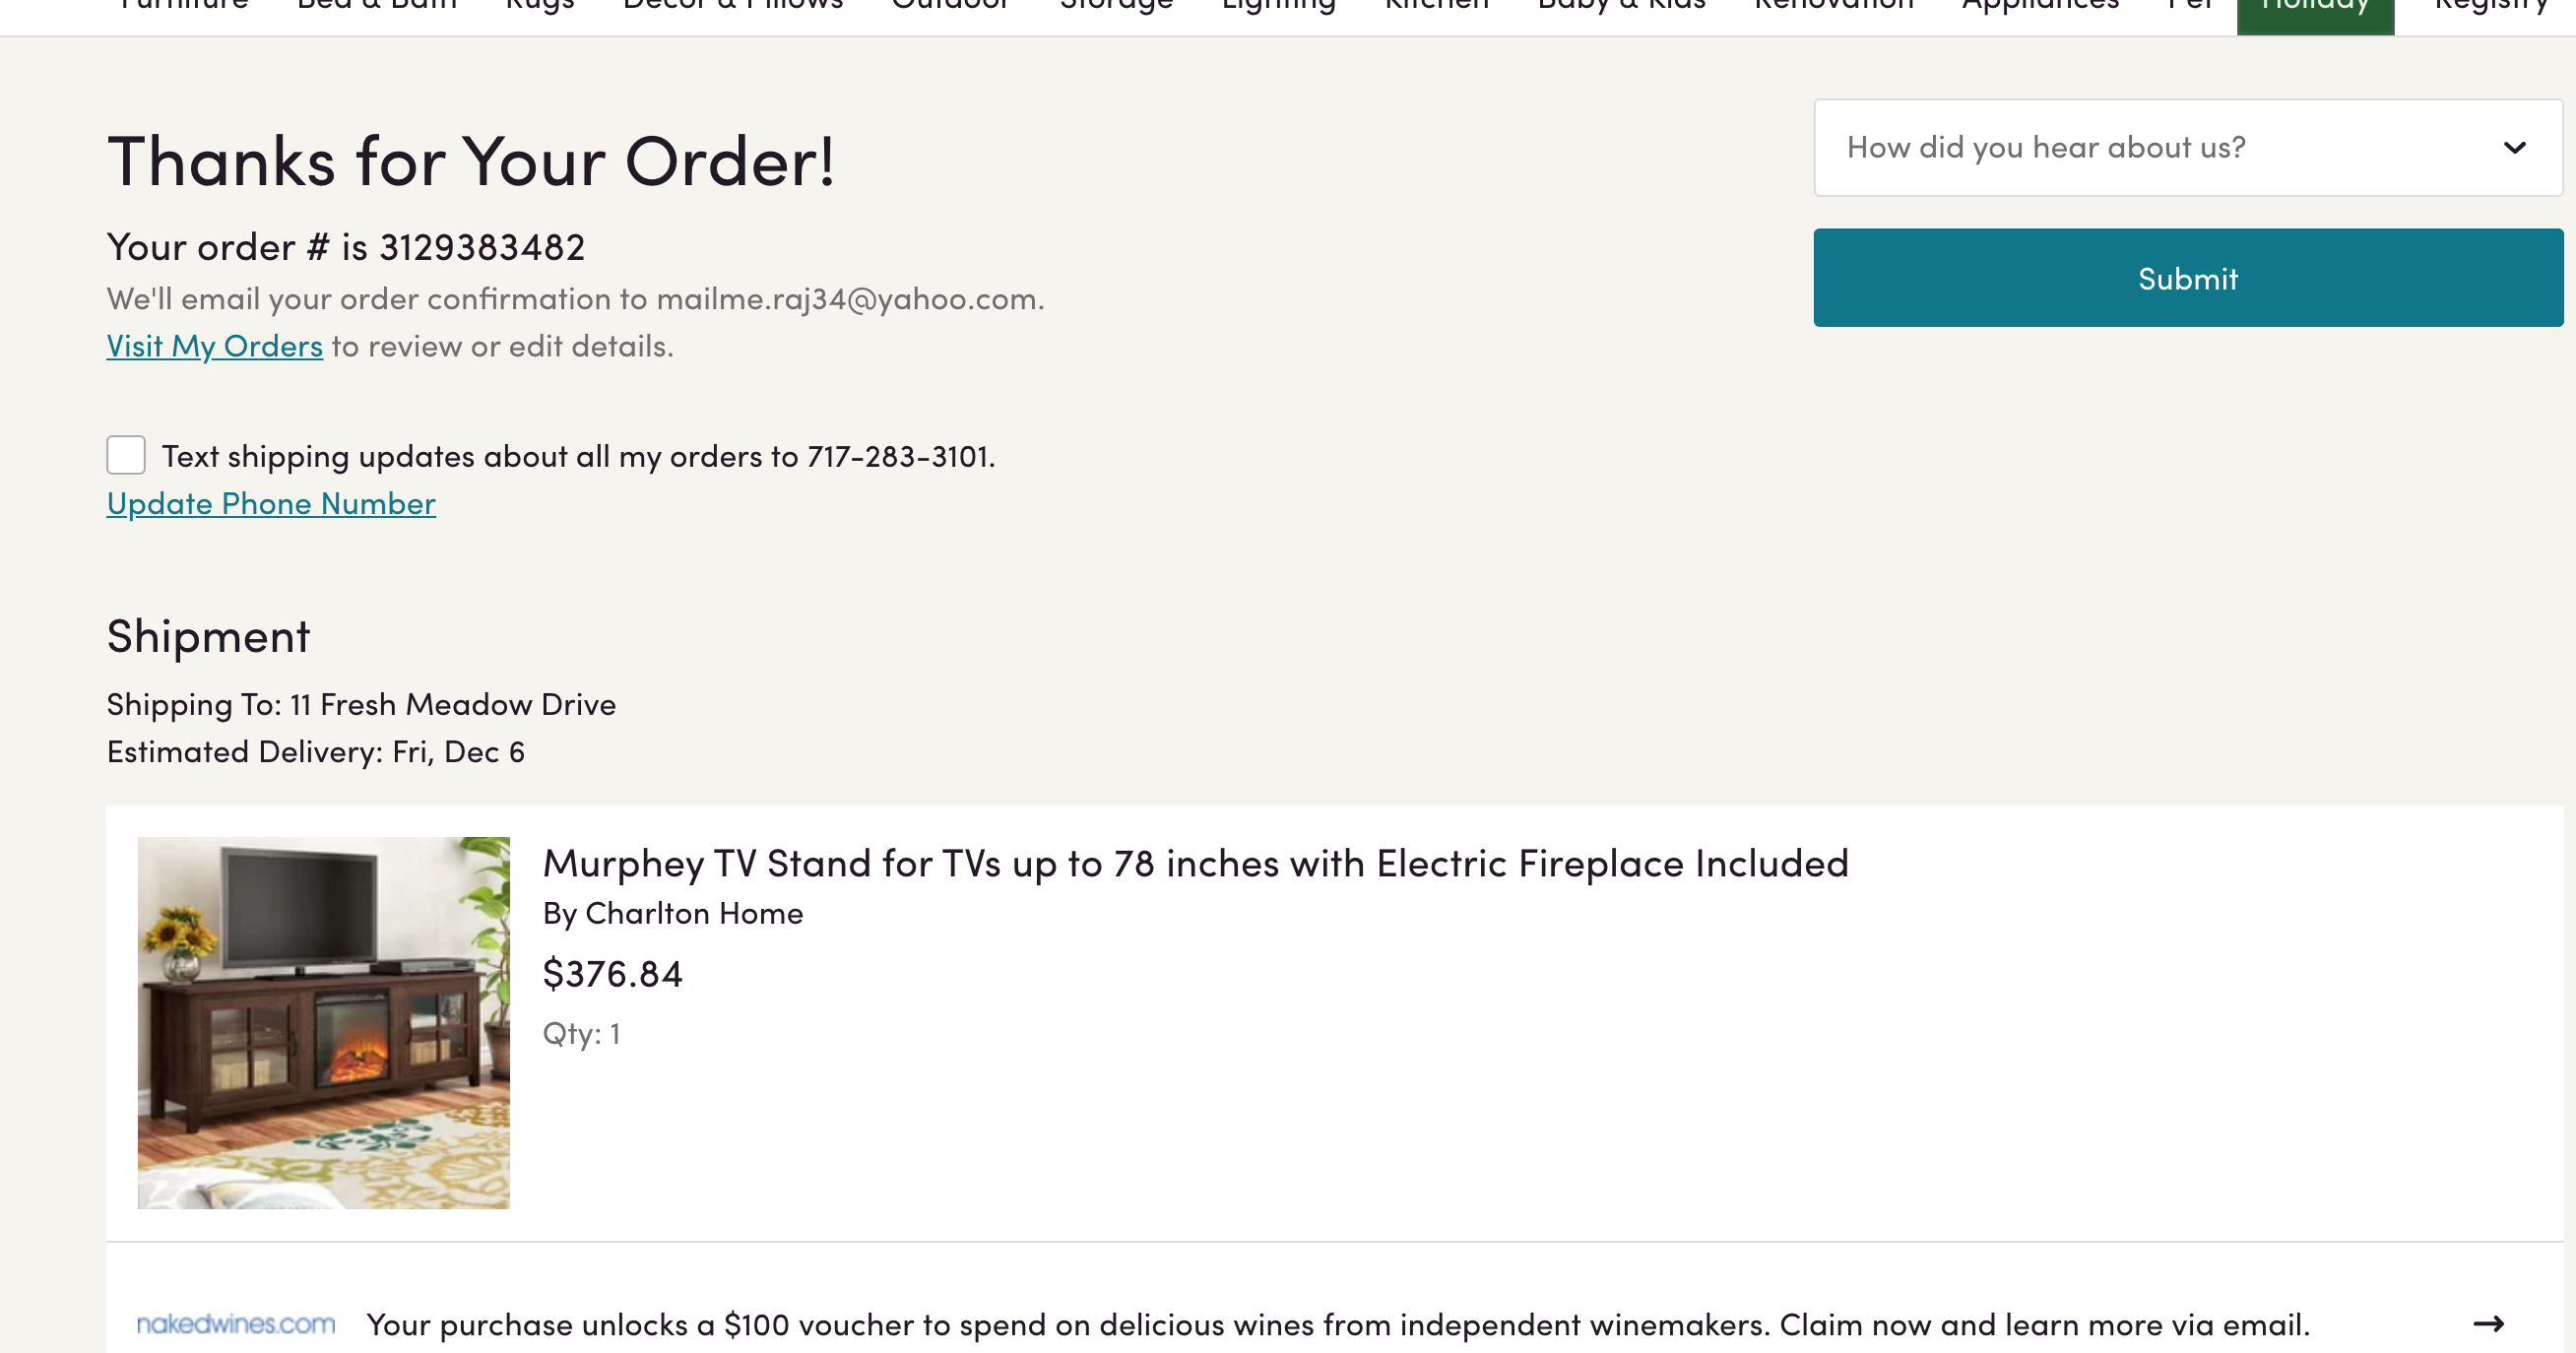 Furniture Bed & Bath Rugs Decor & Pillows Outdoor Storage Lighting Kitchen Baby & Kids Renovation Appliances Pet Holiday Registry
Thanks for Your Order!
How did you hear about us?
Your order # is 3129383482
Submit
We'll email your order confirmation to mailme.raj34@yahoo.com.
Visit My Orders to review or edit details.
Text shipping updates about all my orders to 717-283-3101.
Update Phone Number
Shipment
Shipping To: 11 Fresh Meadow Drive
Estimated Delivery: Fri, Dec 6
Murphey TV Stand for TVs up to 78 inches with Electric Fireplace Included
By Charlton Home
$376.84
Qty: 1
nakedwines.com Your purchase unlocks a $100 voucher to spend on delicious wines from independent winemakers. Claim now and learn more via email.